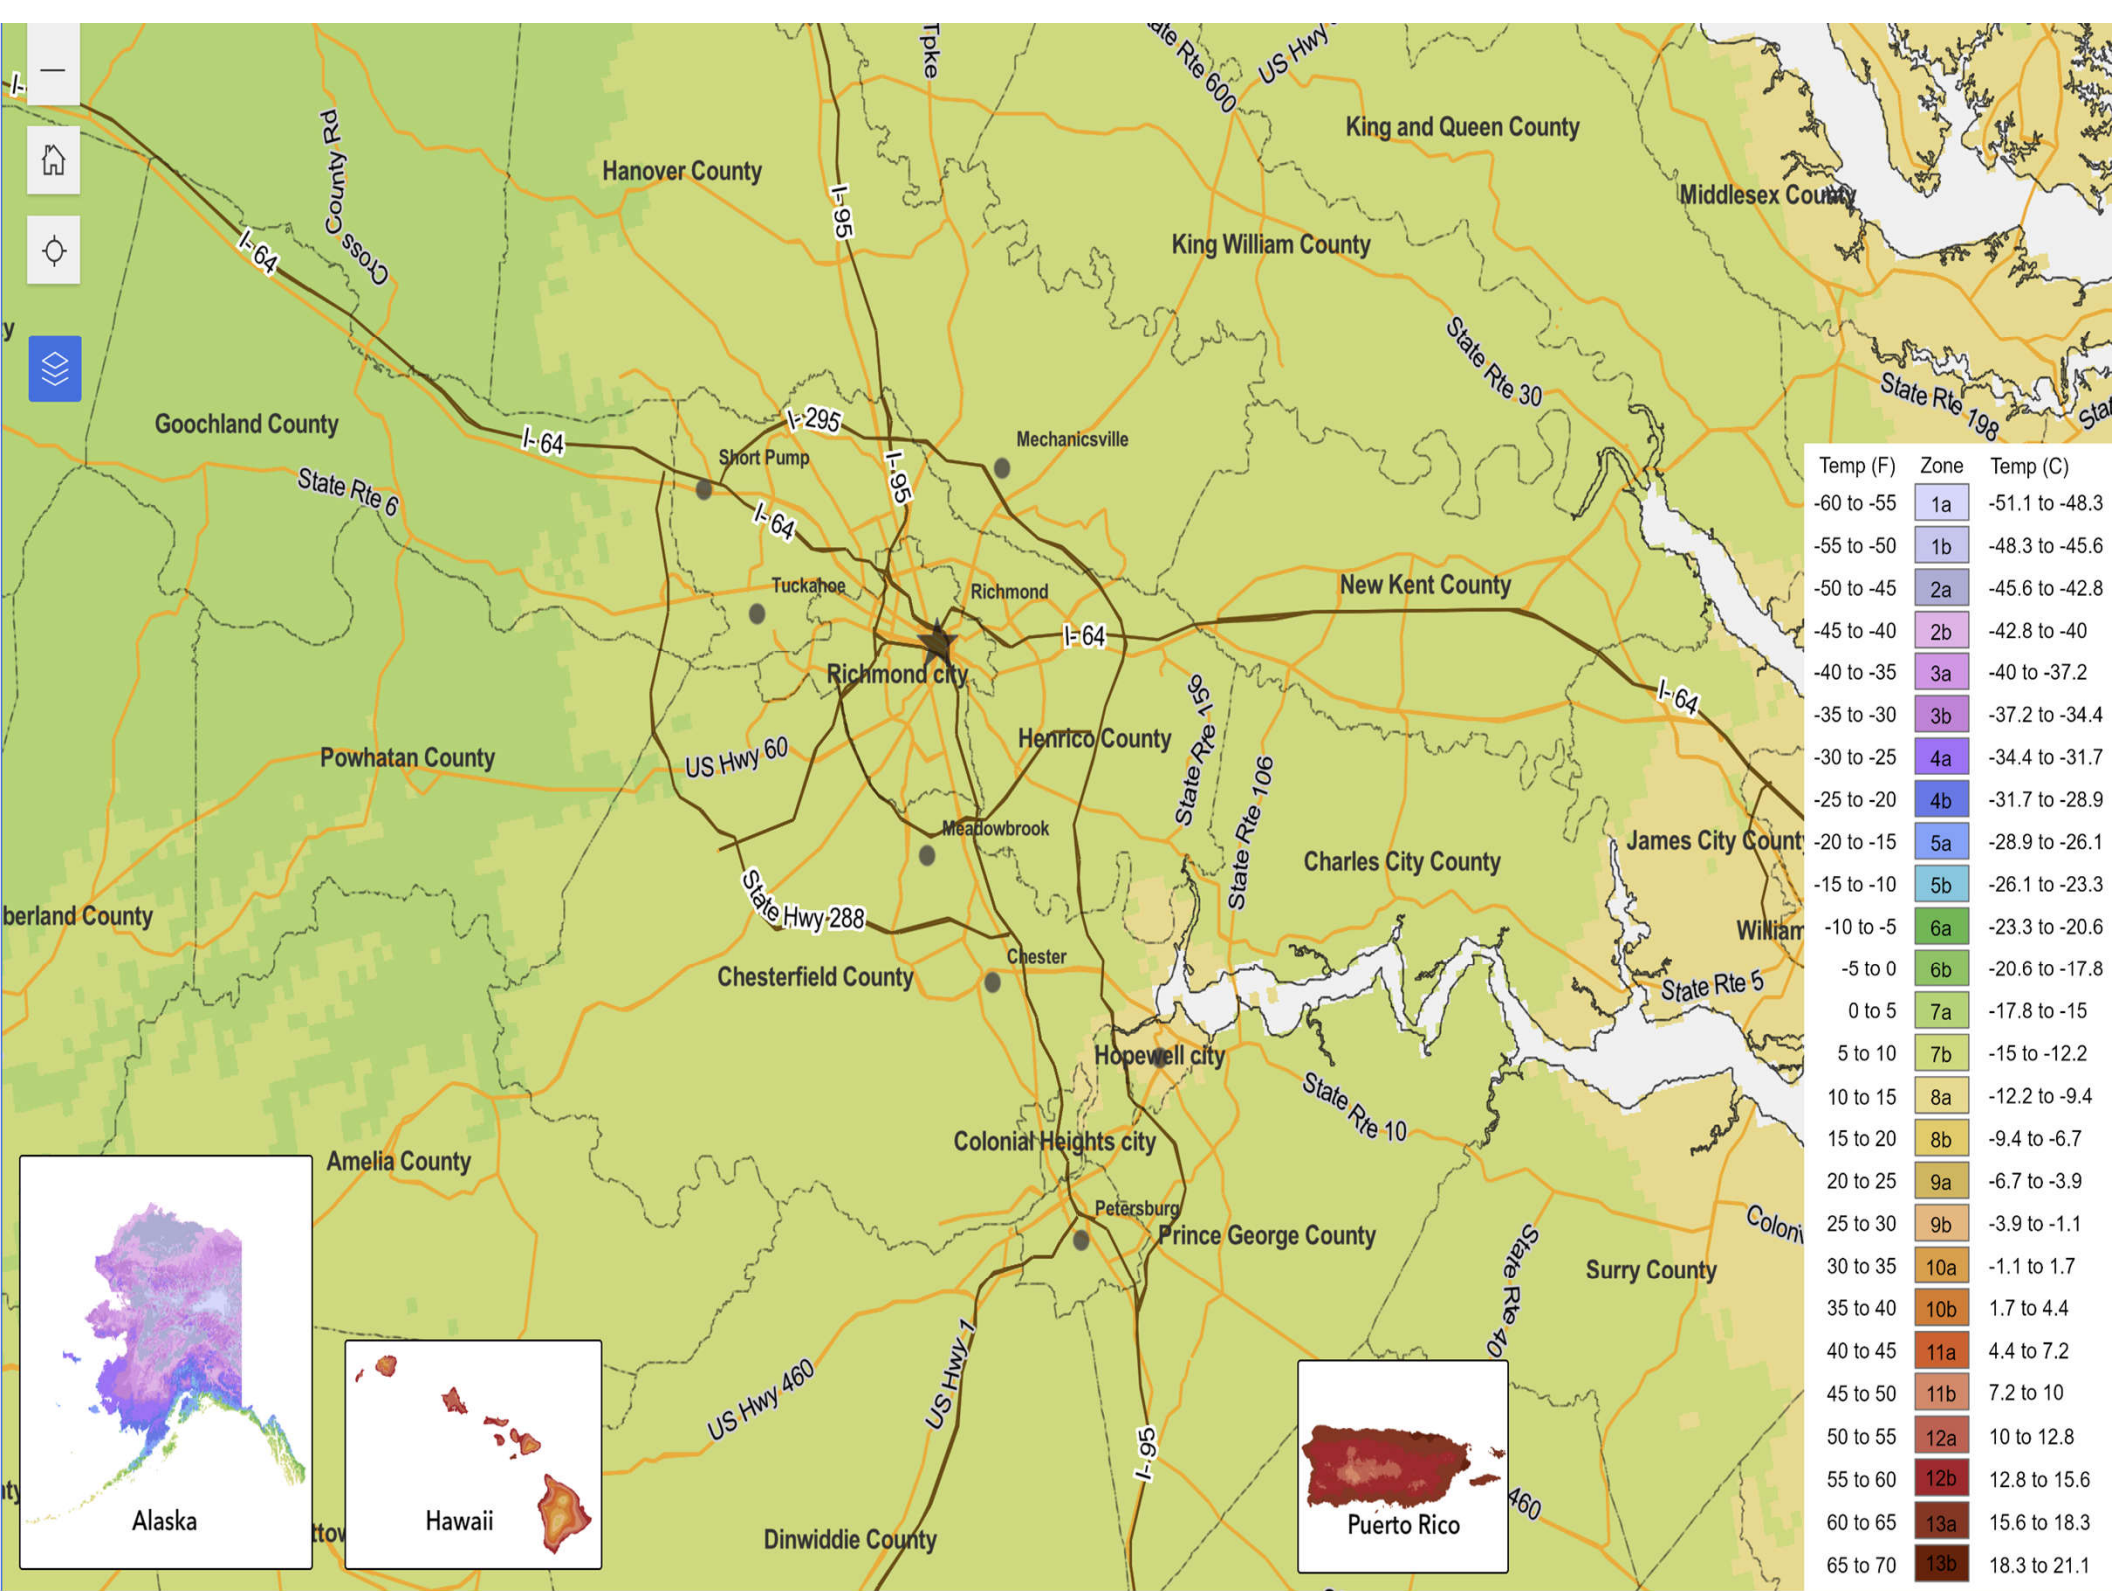 Tpke
State Rte 600
US Hwy
I-
Cross County Rd
King and Queen County
Hanover County
Middlesex County
I-95
King William County
I-64
y
State Rte 30
State Rte 198
Goochland County
I-295
I-64
Mechanicsville
Short Pump
I-95
State Rte 6
I-64
Tuckahoe
Richmond
New Kent County
I-64
Richmond city
I-64
State Rte 156
Henrico County
US Hwy 60
Powhatan County
State Rte 106
Meadowbrook
James City County
Charles City County
berland County
State Hwy 288
William
Chester
Chesterfield County
State Rte 5
Hopewell city
State Rte 10
Colonial Heights city
Amelia County
Petersburg
Prince George County
Surry County
State Rte 40
US Hwy 1
US Hwy 460
I-95
460
Dinwiddie County
Alaska
Hawaii
Puerto Rico
Temp (F) Zone Temp (C)
-60 to -55 1a -51.1 to -48.3
-55 to -50 1b -48.3 to -45.6
-50 to -45 2a -45.6 to -42.8
-45 to -40 2b -42.8 to -40
-40 to -35 3a -40 to -37.2
-35 to -30 3b -37.2 to -34.4
-30 to -25 4a -34.4 to -31.7
-25 to -20 4b -31.7 to -28.9
-20 to -15 5a -28.9 to -26.1
-15 to -10 5b -26.1 to -23.3
-10 to -5 6a -23.3 to -20.6
-5 to 0 6b -20.6 to -17.8
0 to 5 7a -17.8 to -15
5 to 10 7b -15 to -12.2
10 to 15 8a -12.2 to -9.4
15 to 20 8b -9.4 to -6.7
20 to 25 9a -6.7 to -3.9
25 to 30 9b -3.9 to -1.1
30 to 35 10a -1.1 to 1.7
35 to 40 10b 1.7 to 4.4
40 to 45 11a 4.4 to 7.2
45 to 50 11b 7.2 to 10
50 to 55 12a 10 to 12.8
55 to 60 12b 12.8 to 15.6
60 to 65 13a 15.6 to 18.3
65 to 70 13b 18.3 to 21.1